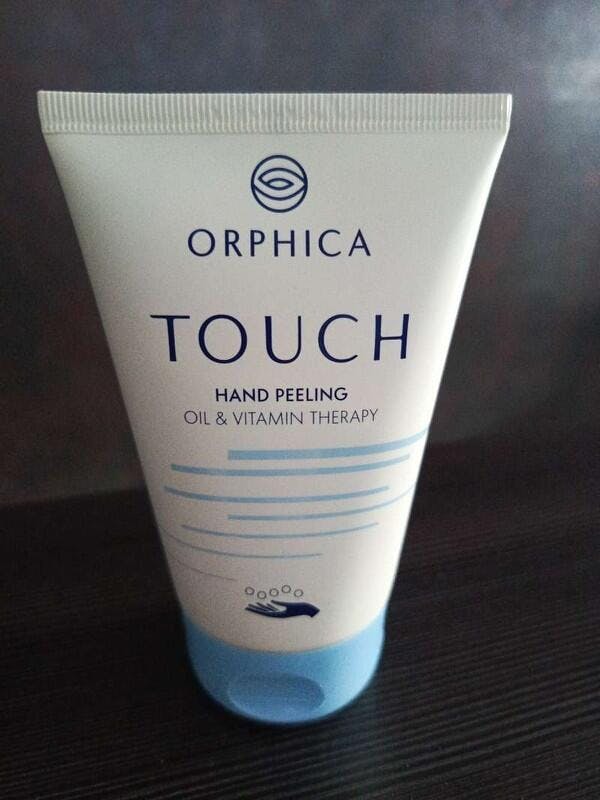 ORPHICA
TOUCH
HAND PEELING
OIL & VITAMIN THERAPY